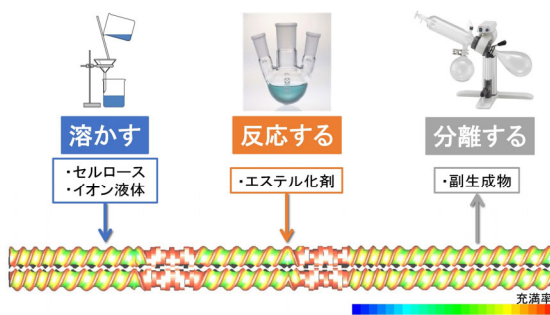 溶かす
反応する
分離する
・セルロース
・イオン液体
・エステル化剤
・副生成物
充満率